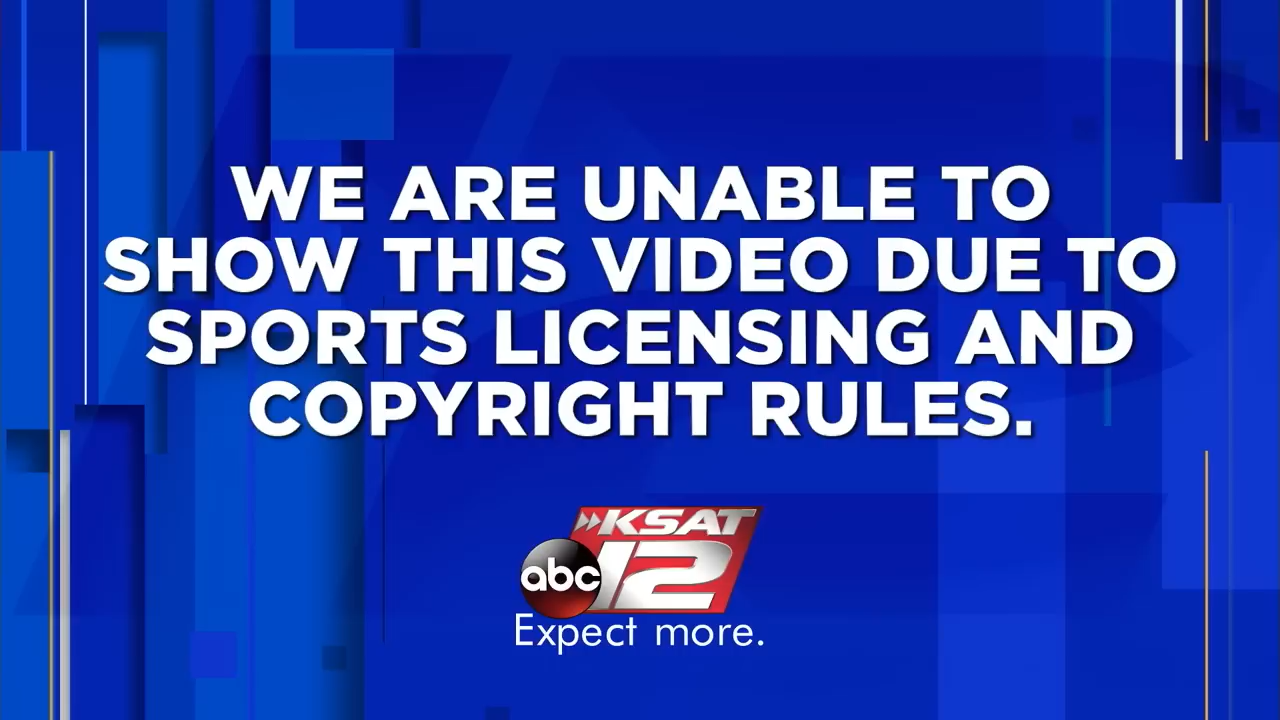 WE ARE UNABLE TO
SHOW THIS VIDEO DUE TO
SPORTS LICENSING AND
COPYRIGHT RULES.
KSAT
abc 12
Expect more.